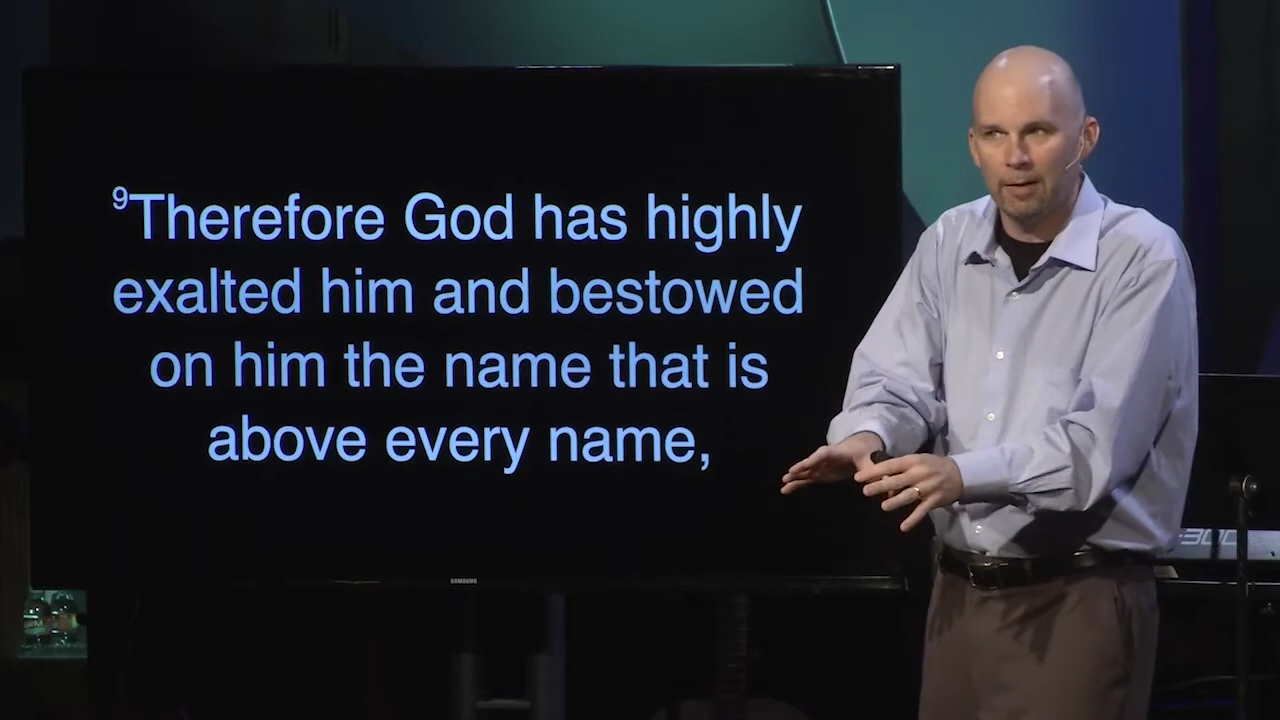 9Therefore God has highly
exalted him and bestowed
on him the name that is
above every name,
SAMSUNG